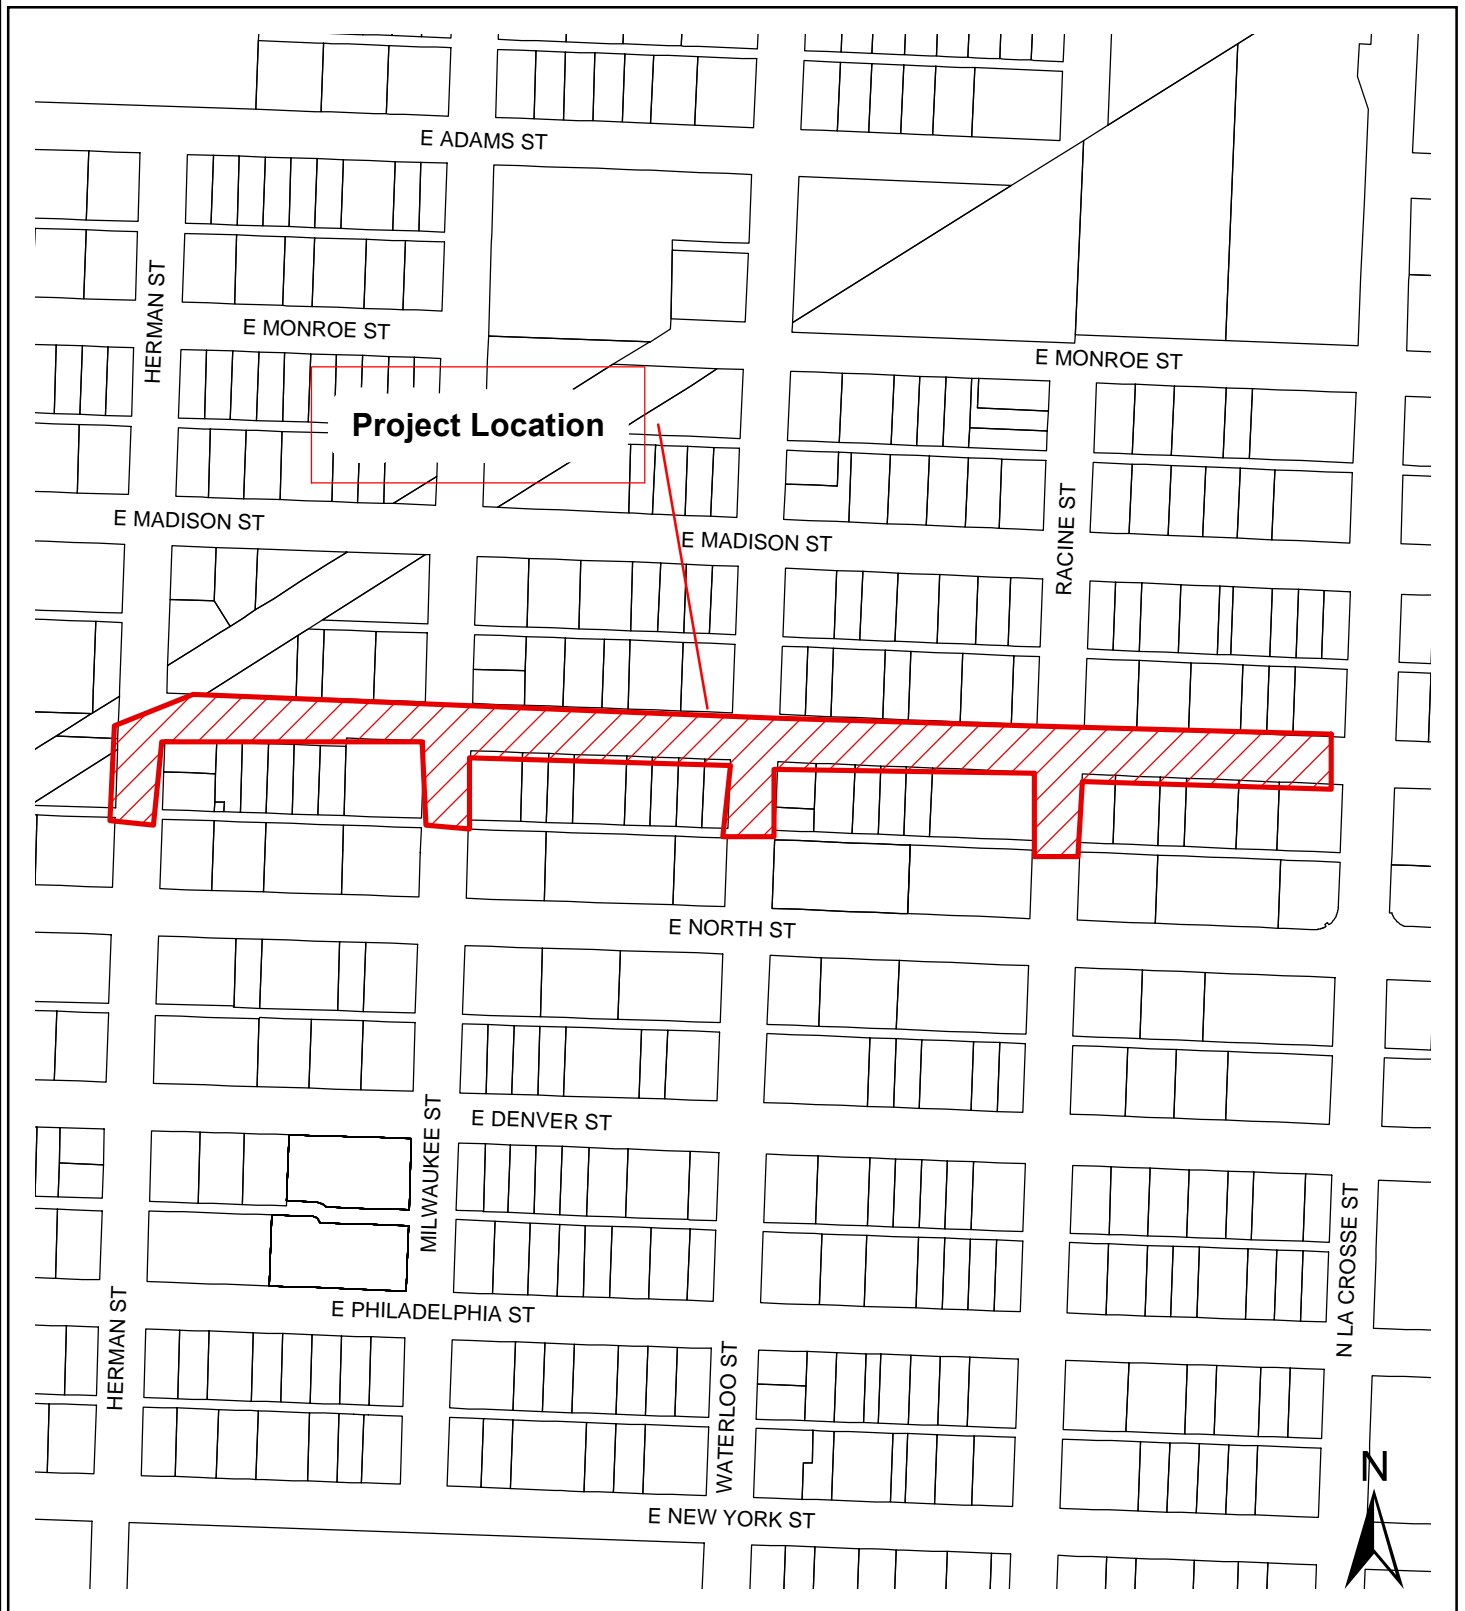 E ADAMS ST
HERMAN ST
E MONROE ST
E MONROE ST
Project Location
E MADISON ST
E MADISON ST
RACINE ST
E NORTH ST
E DENVER ST
MILWAUKEE ST
N LA CROSSE ST
HERMAN ST
E PHILADELPHIA ST
WATERLOO ST
N
E NEW YORK ST